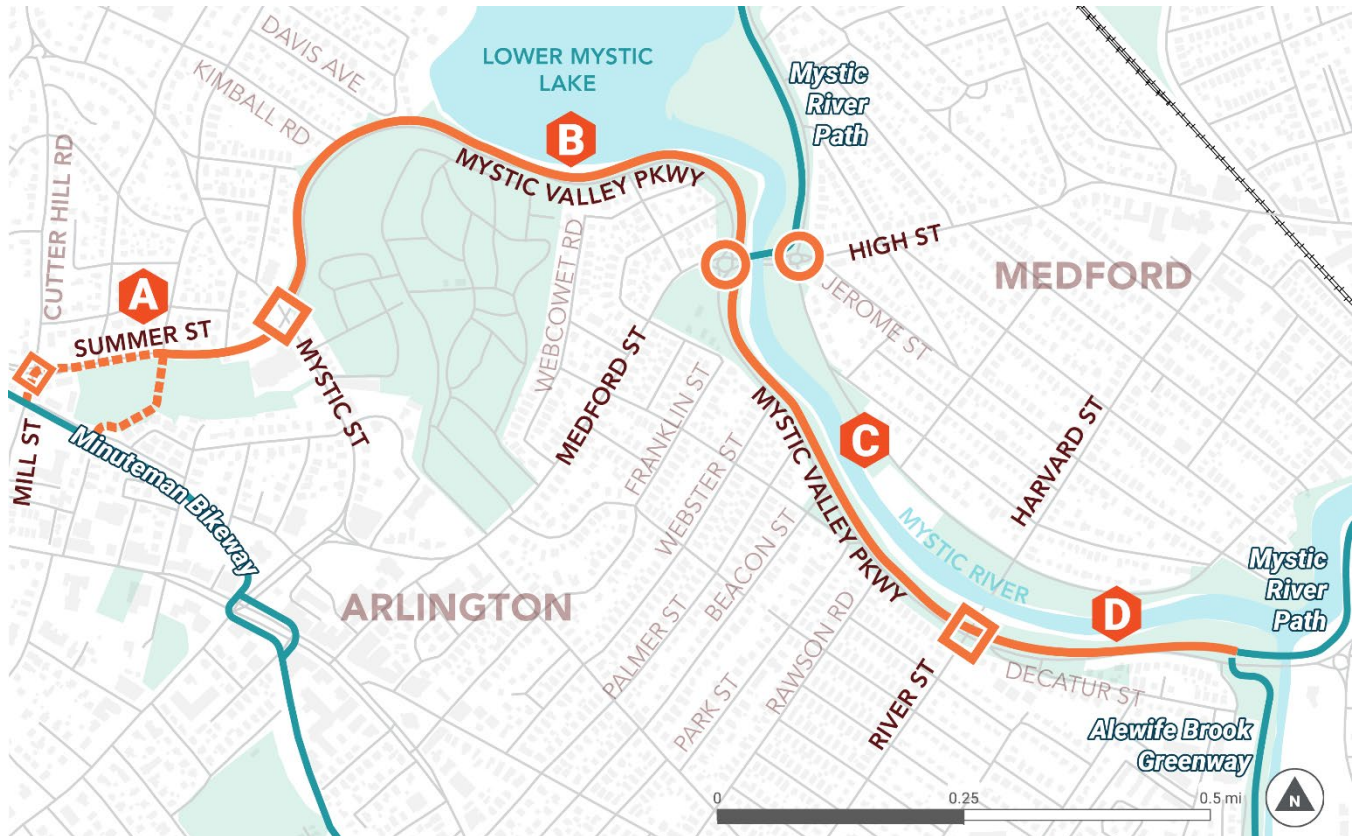 DAVIS AVE
KIMBALL RD
LOWER MYSTIC
LAKE
Mystic
River
Path
B
MYSTIC VALLEY PKWY
CUTTER HILL RD
A
SUMMER ST
MYSTIC ST
WEBCOWET RD
HIGH ST
MEDFORD
JEROME ST
MILL ST
Minuteman Bikeway
MEDFORD ST
FRANKLIN ST
WEBSTER ST
MYSTIC VALLEY PKWY
C
HARVARD ST
MYSTIC RIVER
ARLINGTON
PALMER ST
BEACON ST
PARK ST
RAWSON RD
RIVER ST
D
Mystic
River
Path
DECATUR ST
Alewife Brook
Greenway
0
0.25
0.5 mi
N